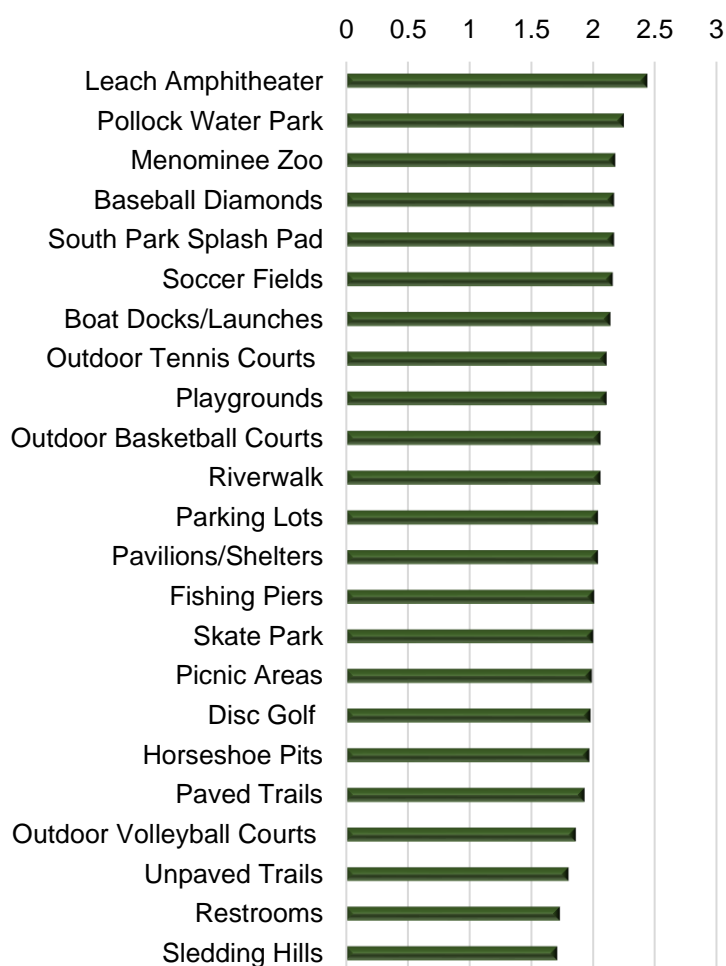 0 0.5 1 1.5 2 2.5 3
Leach Amphitheater
Pollock Water Park
Menominee Zoo
Baseball Diamonds
South Park Splash Pad
Soccer Fields
Boat Docks/Launches
Outdoor Tennis Courts
Playgrounds
Outdoor Basketball Courts
Riverwalk
Parking Lots
Pavilions/Shelters
Fishing Piers
Skate Park
Picnic Areas
Disc Golf
Horseshoe Pits
Paved Trails
Outdoor Volleyball Courts
Unpaved Trails
Restrooms
Sledding Hills